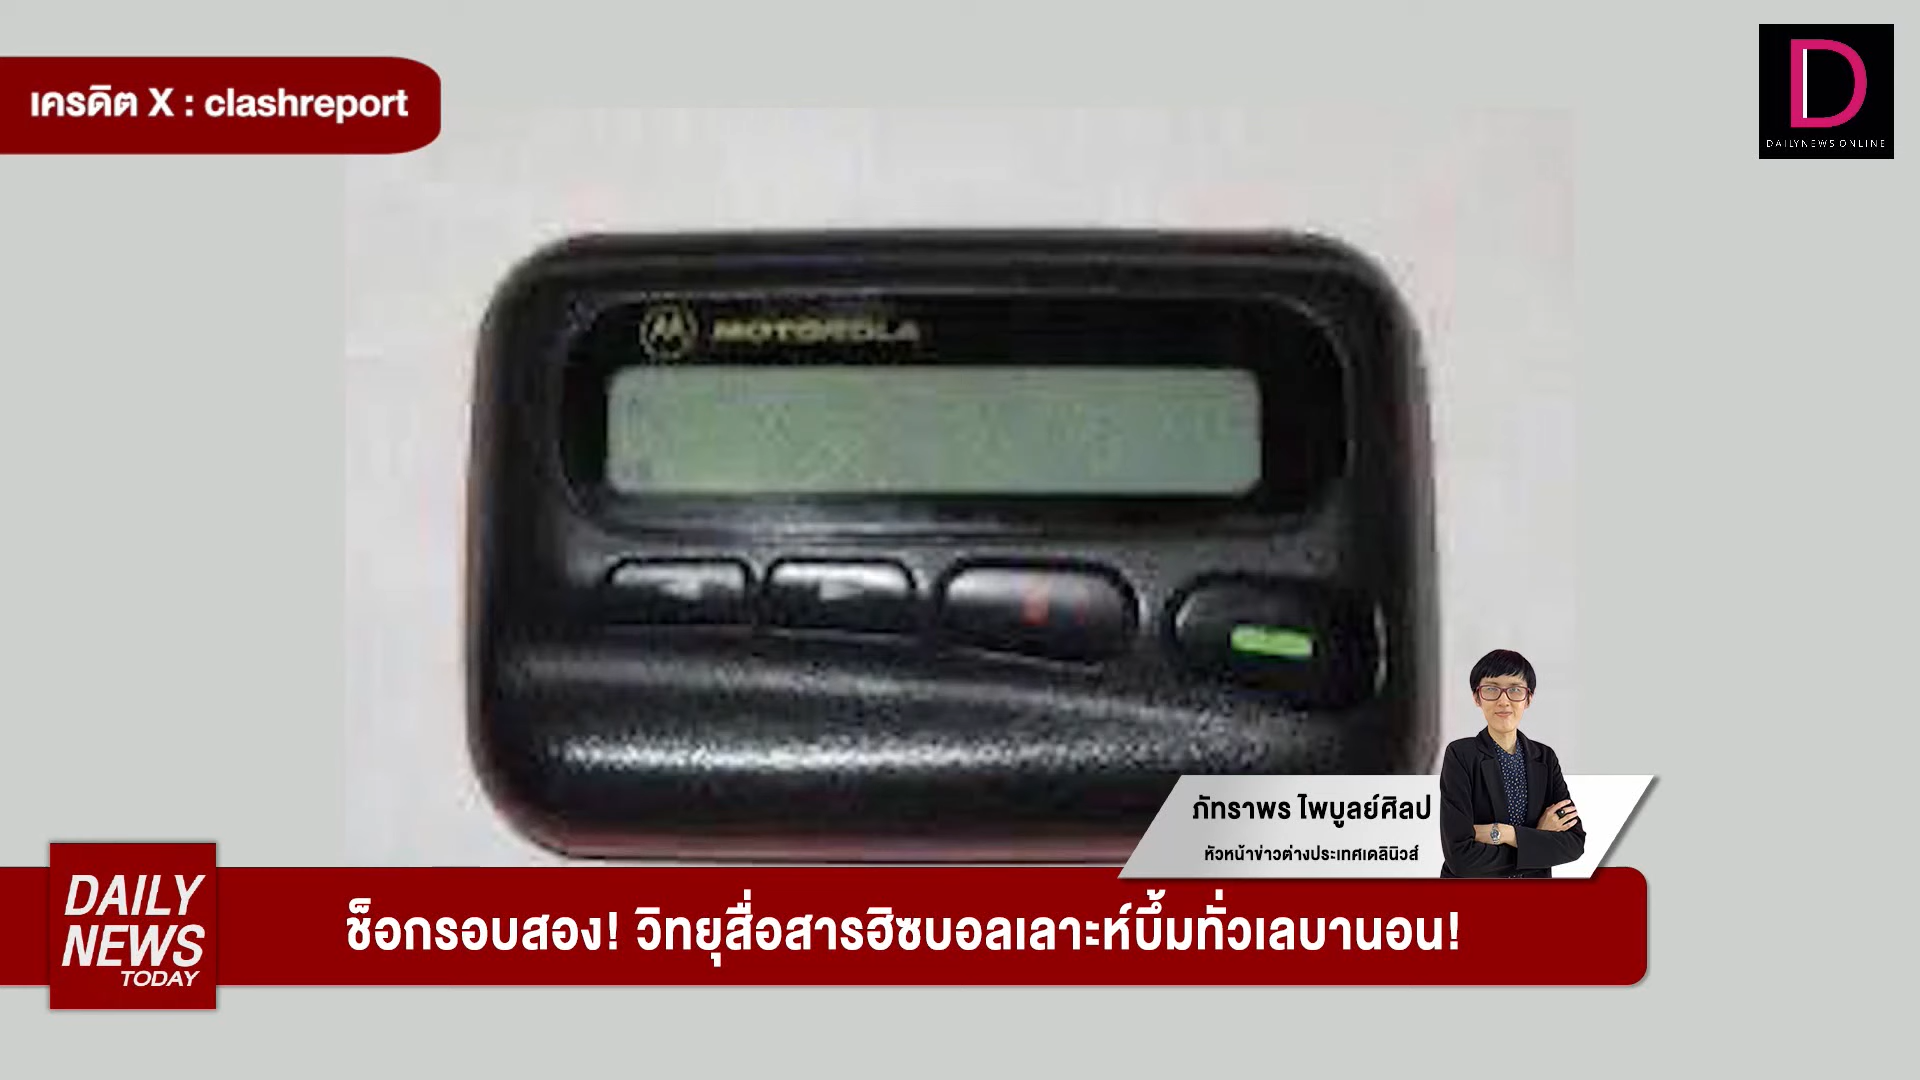 เครดิต X : clashreport
D
DAILYNEWS ONLINE
MOTOROLA
ภัทราพร ไพบูลย์ศิลป
หัวหน้าข่าวต่างประเทศเดลินิวส์
DAILY
NEWS
TODAY
ช็อกรอบสอง! วิทยุสื่อสารฮิซบอลเลาะห์บึ้มทั่วเลบานอน!